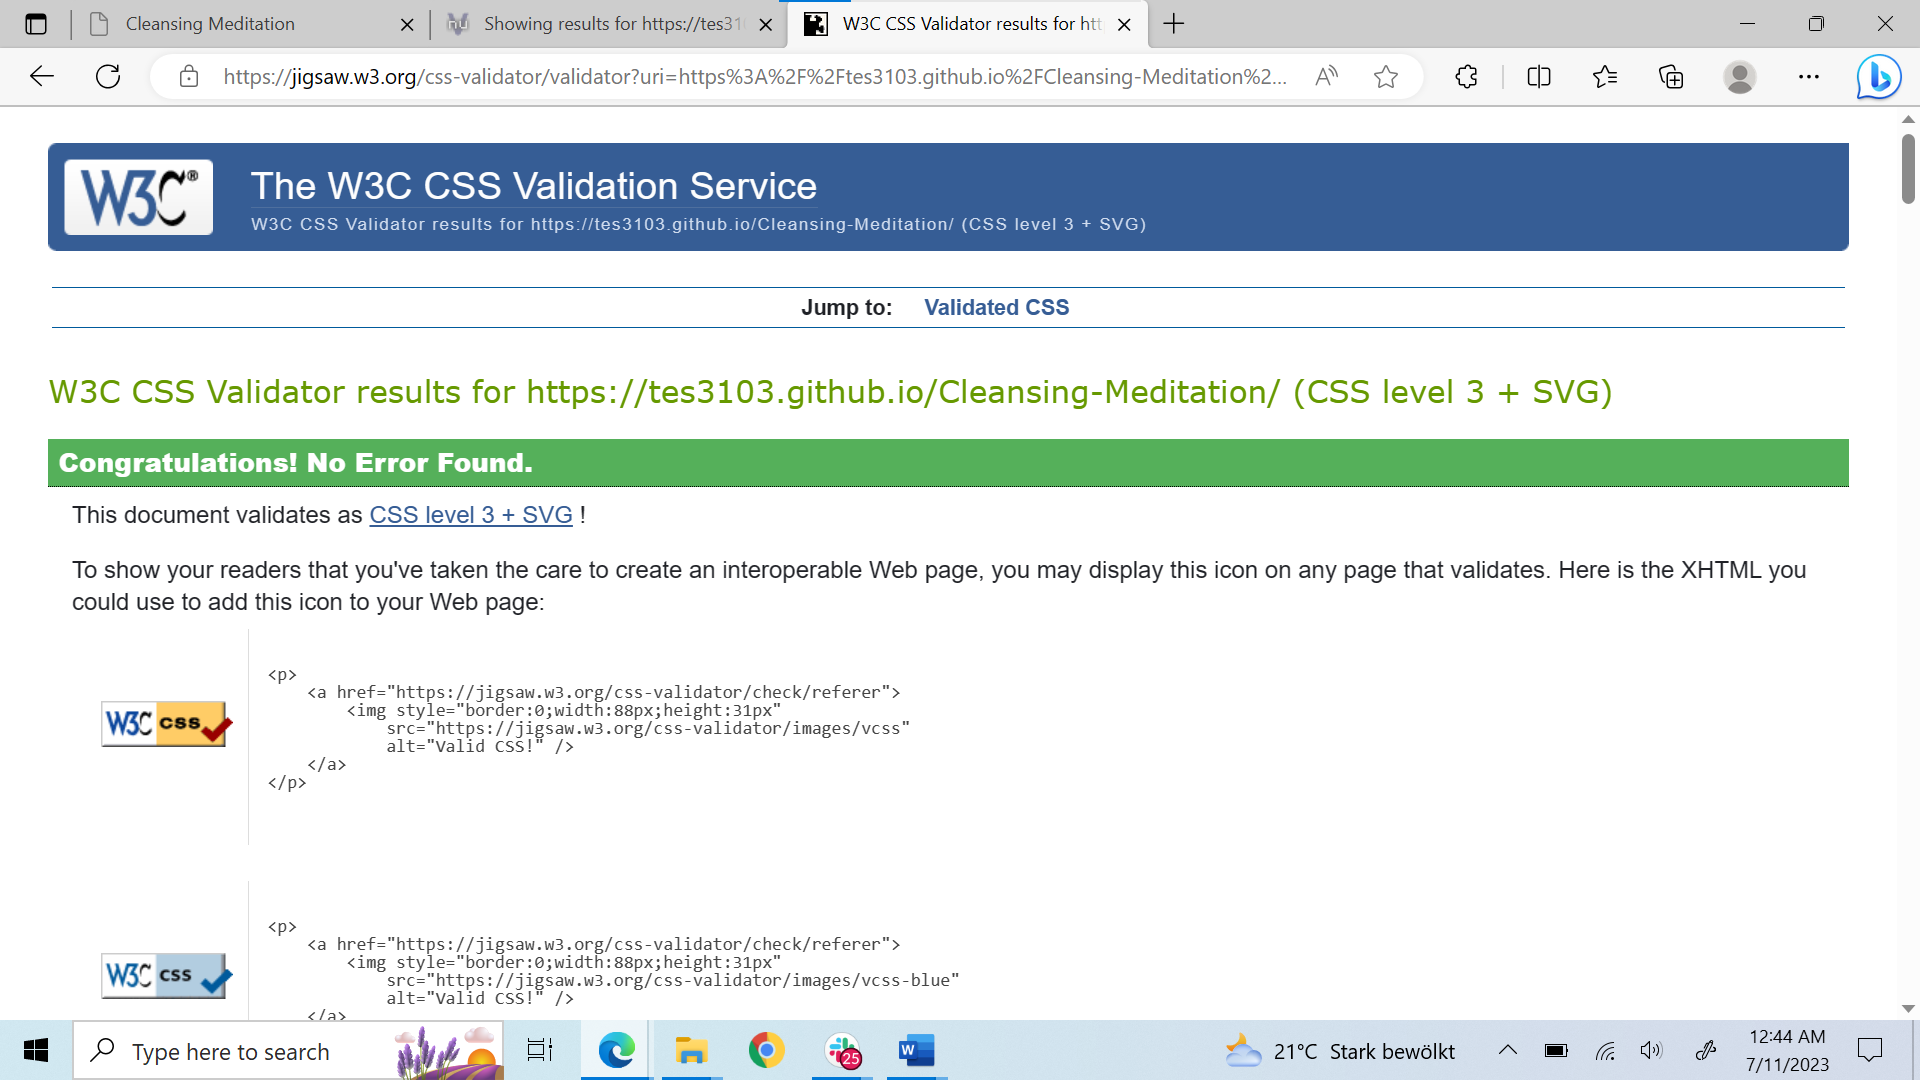 Cleansing Meditation
Showing results for https://tes31
W3C CSS Validator results for htt
https://jigsaw.w3.org/css-validator/validator?uri=https%3A%2F%2Ftes3103.github.io%2FCleansing-Meditation%2...
W3C®
The W3C CSS Validation Service
W3C CSS Validator results for https://tes3103.github.io/Cleansing-Meditation/ (CSS level 3 + SVG)
Jump to: Validated CSS
W3C CSS Validator results for https://tes3103.github.io/Cleansing-Meditation/ (CSS level 3 + SVG)
Congratulations! No Error Found.
This document validates as CSS level 3 + SVG !
To show your readers that you've taken the care to create an interoperable Web page, you may display this icon on any page that validates. Here is the XHTML you
could use to add this icon to your Web page:
W3C css
<p>
<a href="https://jigsaw.w3.org/css-validator/check/referer">
<img style="border:0;width:88px;height:31px"
src="https://jigsaw.w3.org/css-validator/images/vcss"
alt="Valid CSS!" />
</a>
</p>
W3C css
<p>
<a href="https://jigsaw.w3.org/css-validator/check/referer">
<img style="border:0;width:88px;height:31px"
src="https://jigsaw.w3.org/css-validator/images/vcss-blue"
alt="Valid CSS!" />
</a>
Type here to search
25
W
21°C Stark bewölkt
12:44 AM
7/11/2023